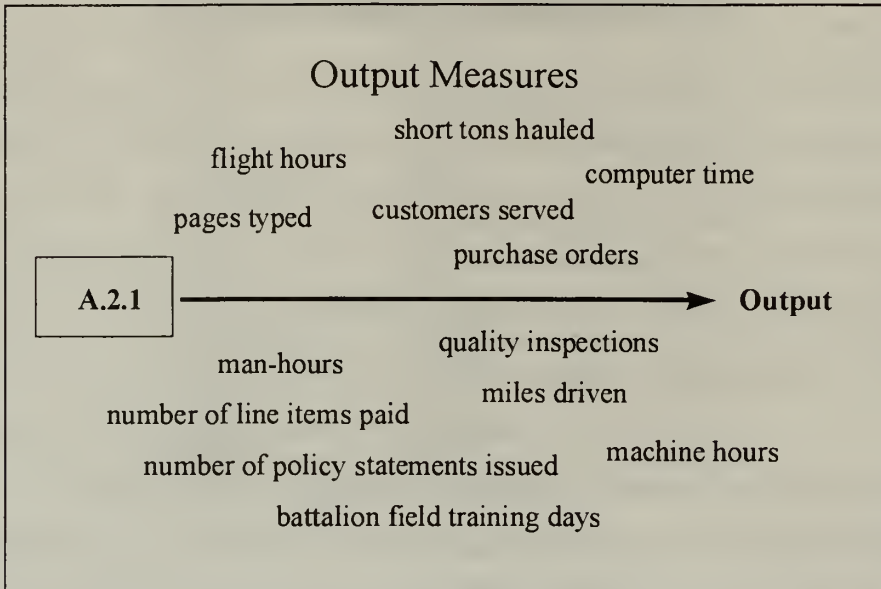 Output Measures
short tons hauled
flight hours
computer time
pages typed
customers served
purchase orders
A.2.1
Output
quality inspections
man-hours
miles driven
number of line items paid
machine hours
number of policy statements issued
battalion field training days